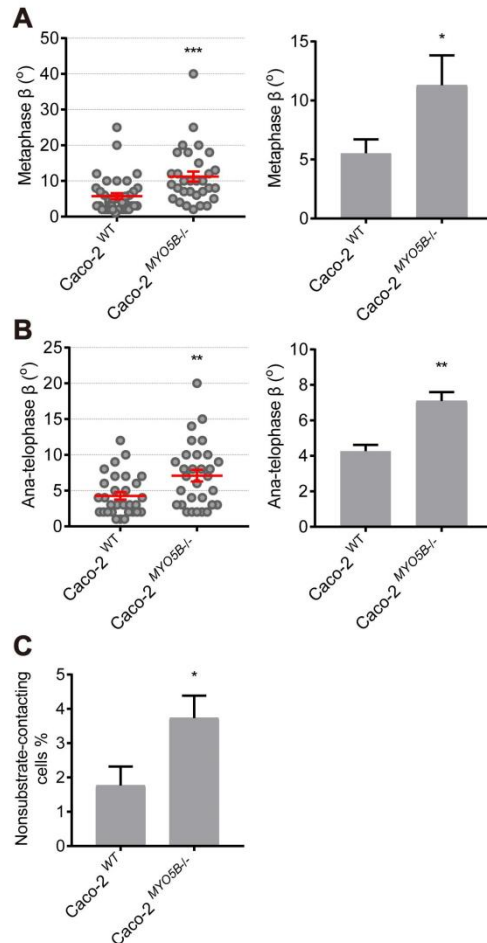 A
Metaphase β (°)
50
40
30
20
10
0
***
Caco-2 WT
Caco-2 MYO5B-/-
Metaphase β (°)
15
10
5
0
*
Caco-2 WT
Caco-2 MYO5B-/-
B
Ana-telophase β (°)
25
20
15
10
5
0
**
Caco-2 WT
Caco-2 MYO5B-/-
Ana-telophase β (°)
10
8
6
4
2
0
**
Caco-2 WT
Caco-2 MYO5B-/-
C
Nonsubstrate-contacting
cells %
5
4
3
2
1
0
*
Caco-2 WT
Caco-2 MYO5B-/-